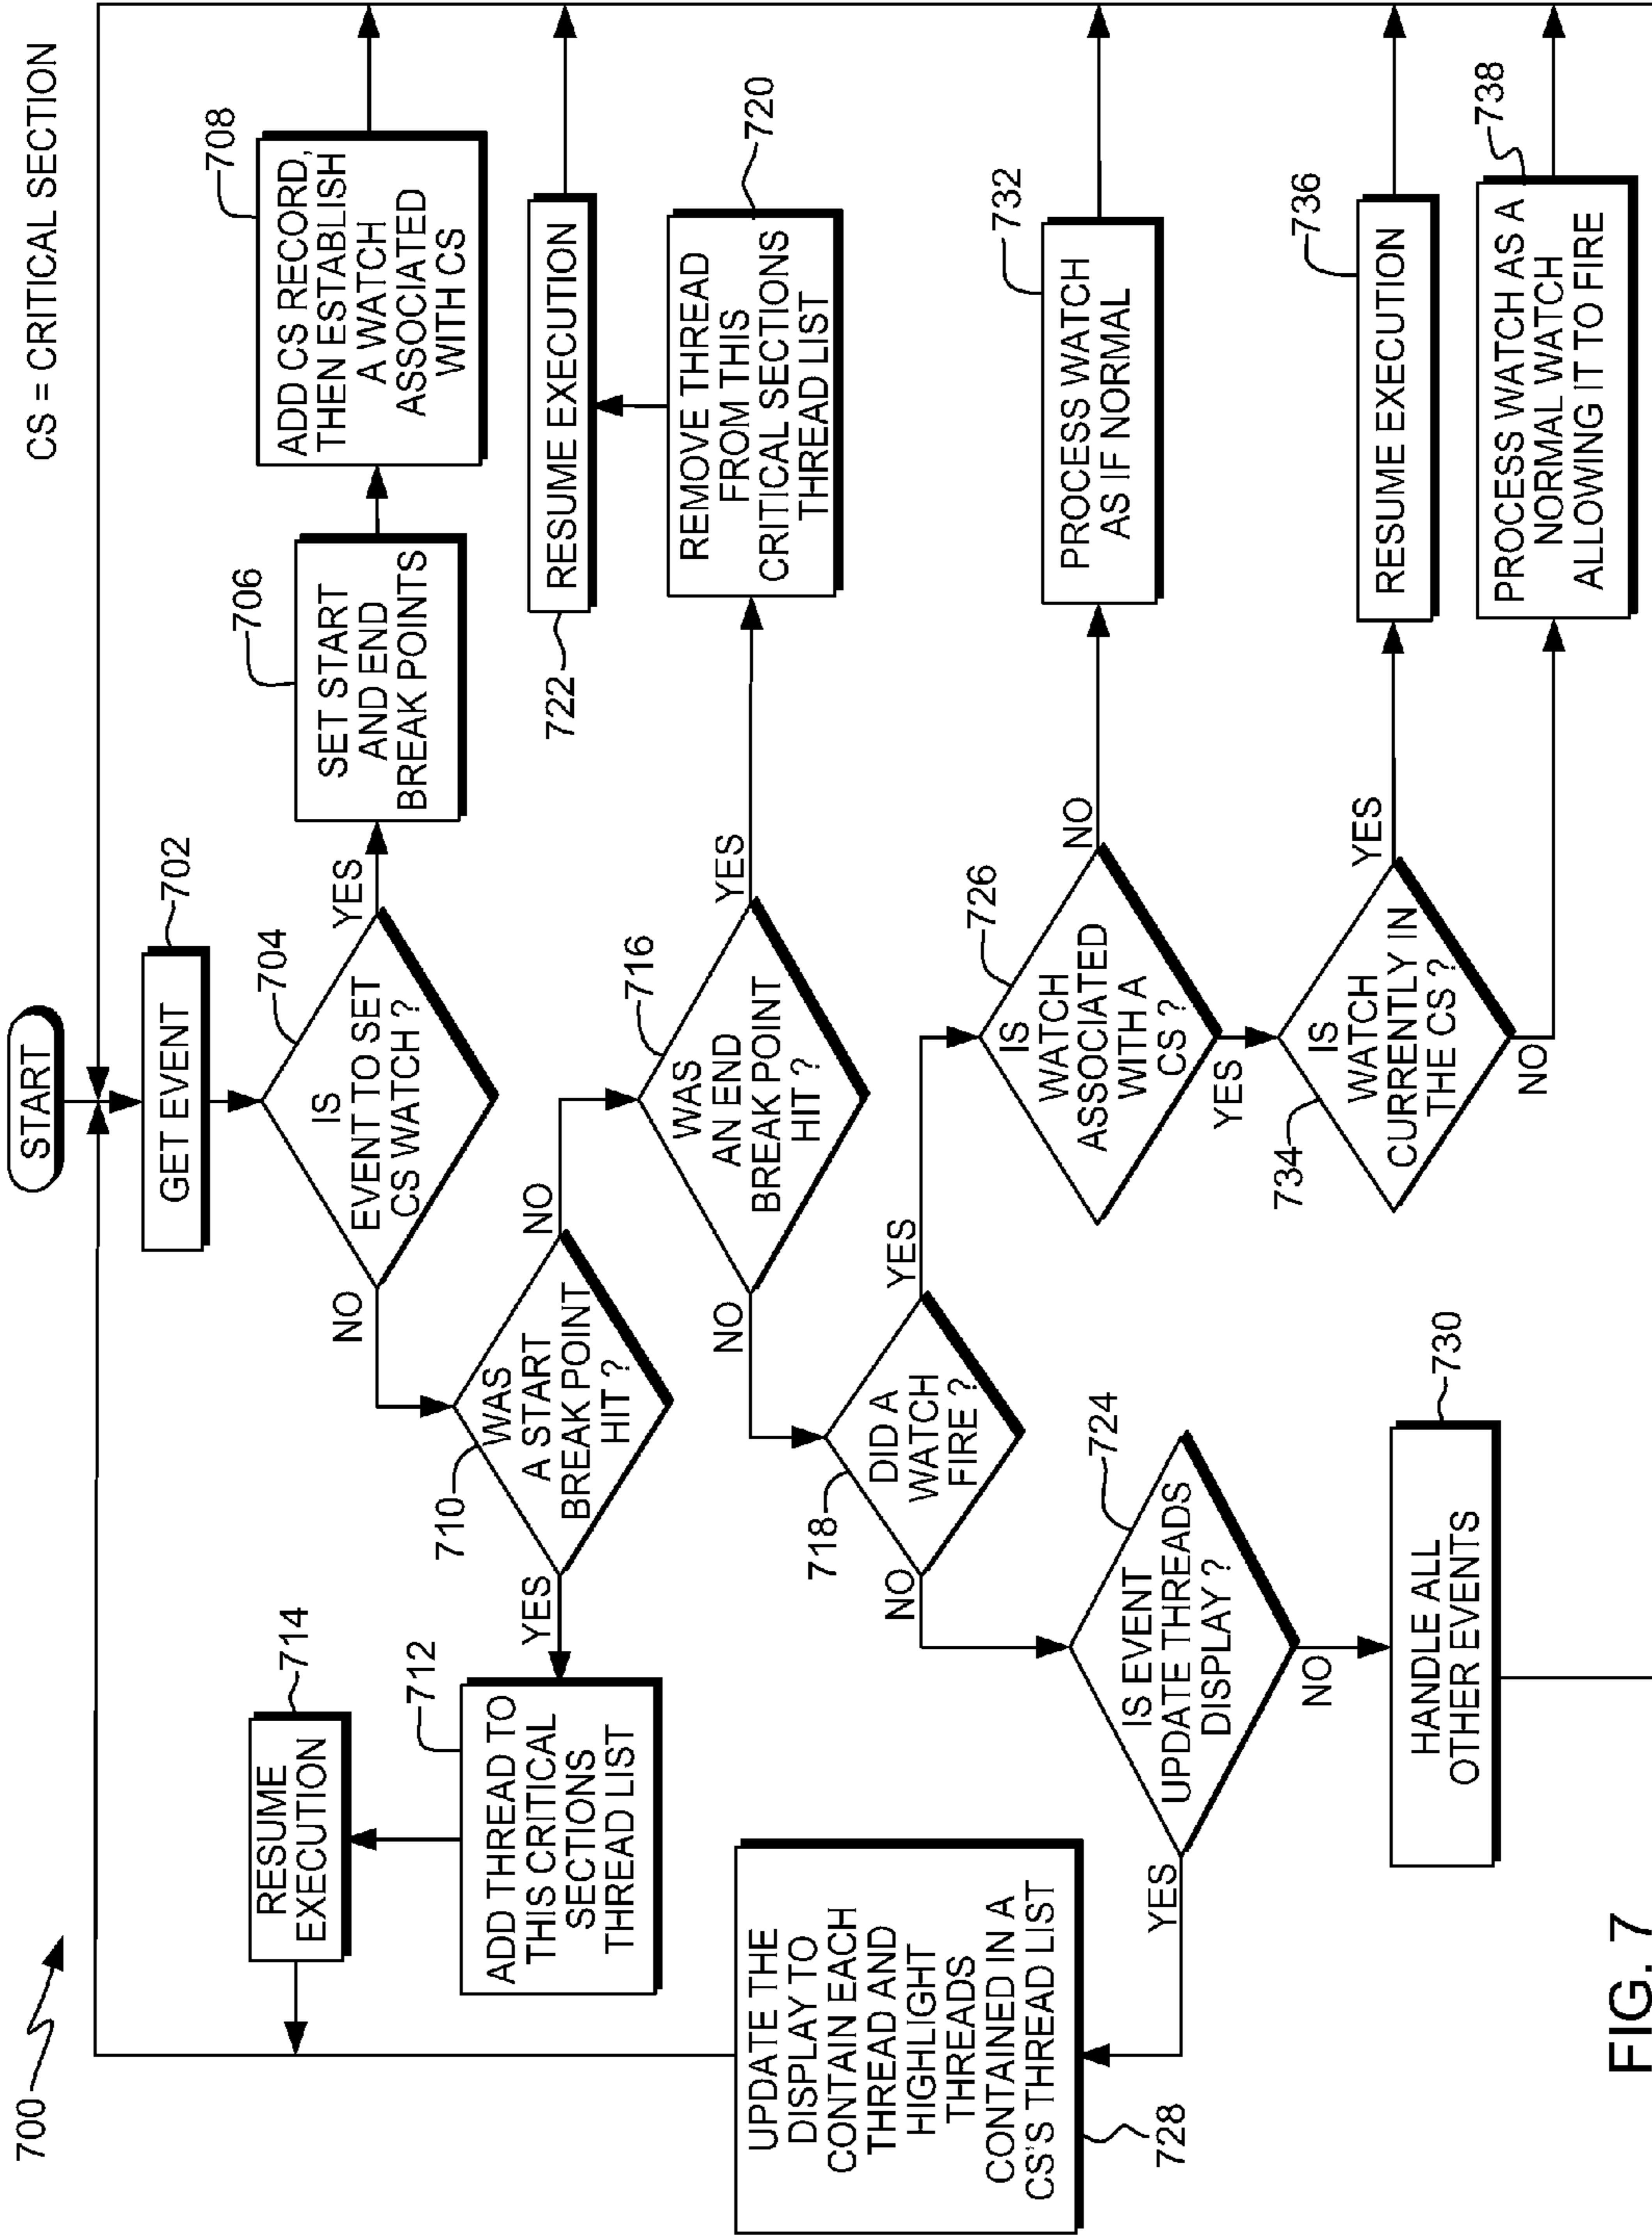 700
START
CS = CRITICAL SECTION
GET EVENT
702
IS
EVENT TO SET
CS WATCH ?
704
YES
NO
SET START
AND END
BREAK POINTS
706
ADD CS RECORD,
THEN ESTABLISH
A WATCH
ASSOCIATED
WITH CS
708
WAS
A START
BREAK POINT
HIT ?
710
YES
NO
ADD THREAD TO
THIS CRITICAL
SECTIONS
THREAD LIST
712
RESUME
EXECUTION
714
WAS
AN END
BREAK POINT
HIT ?
716
YES
NO
REMOVE THREAD
FROM THIS
CRITICAL SECTIONS
THREAD LIST
720
RESUME EXECUTION
722
DID A
WATCH
FIRE ?
718
YES
NO
IS
WATCH
ASSOCIATED
WITH A
CS ?
726
NO
YES
PROCESS WATCH
AS IF NORMAL
732
IS
WATCH
CURRENTLY IN
THE CS ?
734
YES
NO
RESUME EXECUTION
736
PROCESS WATCH AS A
NORMAL WATCH
ALLOWING IT TO FIRE
738
IS EVENT
UPDATE THREADS
DISPLAY ?
724
YES
NO
UPDATE THE
DISPLAY TO
CONTAIN EACH
THREAD AND
HIGHLIGHT
THREADS
CONTAINED IN A
CS'S THREAD LIST
728
HANDLE ALL
OTHER EVENTS
730
FIG. 7